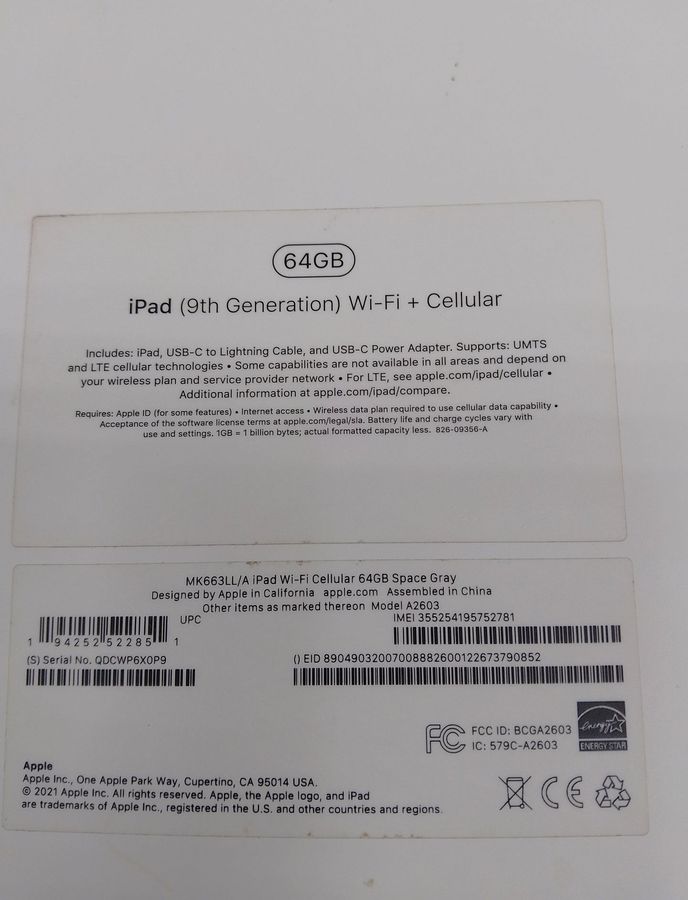 64GB
iPad (9th Generation) Wi-Fi + Cellular
Includes: iPad, USB-C to Lightning Cable, and USB-C Power Adapter. Supports: UMTS
and LTE cellular technologies • Some capabilities are not available in all areas and depend on
your wireless plan and service provider network • For LTE, see apple.com/ipad/cellular •
Additional information at apple.com/ipad/compare.
Requires: Apple ID (for some features) • Internet access • Wireless data plan required to use cellular data capability •
Acceptance of the software license terms at apple.com/legal/sla. Battery life and charge cycles vary with
use and settings. 1GB = 1 billion bytes; actual formatted capacity less. 826-09356-A
MK663LL/A iPad Wi-Fi Cellular 64GB Space Gray
Designed by Apple in California apple.com Assembled in China
Other items as marked thereon Model A2603
UPC
1 94252 52285 1
IMEI 355254195752781
(S) Serial No. QDCWP6X0P9
() EID 89049032007008882600122673790852
FC FCC ID: BCGA2603
IC: 579C-A2603
energy
ENERGY STAR
Apple
Apple Inc., One Apple Park Way, Cupertino, CA 95014 USA.
© 2021 Apple Inc. All rights reserved. Apple, the Apple logo, and iPad
are trademarks of Apple Inc., registered in the U.S. and other countries and regions.
CE